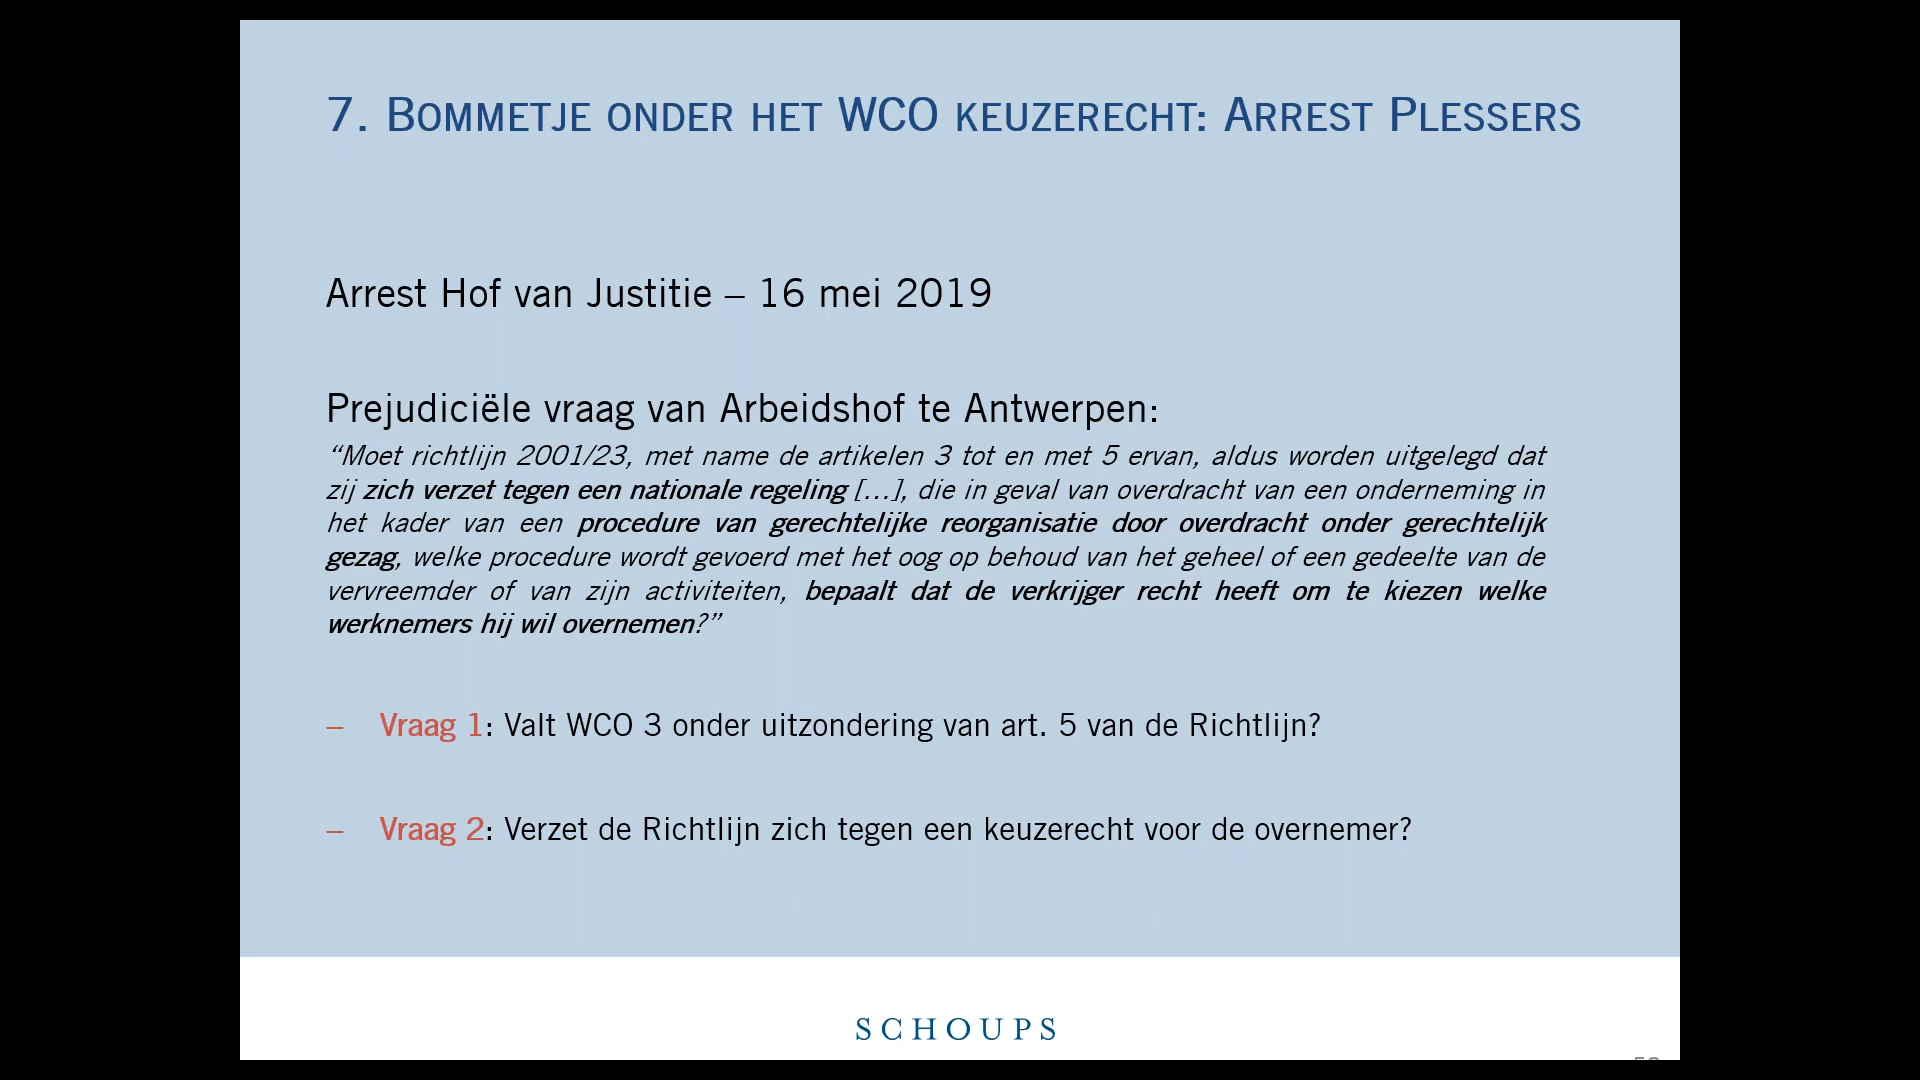 7. Bommetje onder het WCO keuzerecht: Arrest Plessers
Arrest Hof van Justitie – 16 mei 2019
Prejudiciële vraag van Arbeidshof te Antwerpen:
“Moet richtlijn 2001/23, met name de artikelen 3 tot en met 5 ervan, aldus worden uitgelegd dat
zij zich verzet tegen een nationale regeling […], die in geval van overdracht van een onderneming in
het kader van een procedure van gerechtelijke reorganisatie door overdracht onder gerechtelijk
gezag, welke procedure wordt gevoerd met het oog op behoud van het geheel of een gedeelte van de
vervreemder of van zijn activiteiten, bepaalt dat de verkrijger recht heeft om te kiezen welke
werknemers hij wil overnemen?”
– Vraag 1: Valt WCO 3 onder uitzondering van art. 5 van de Richtlijn?
– Vraag 2: Verzet de Richtlijn zich tegen een keuzerecht voor de overnemer?
SCHOUPS